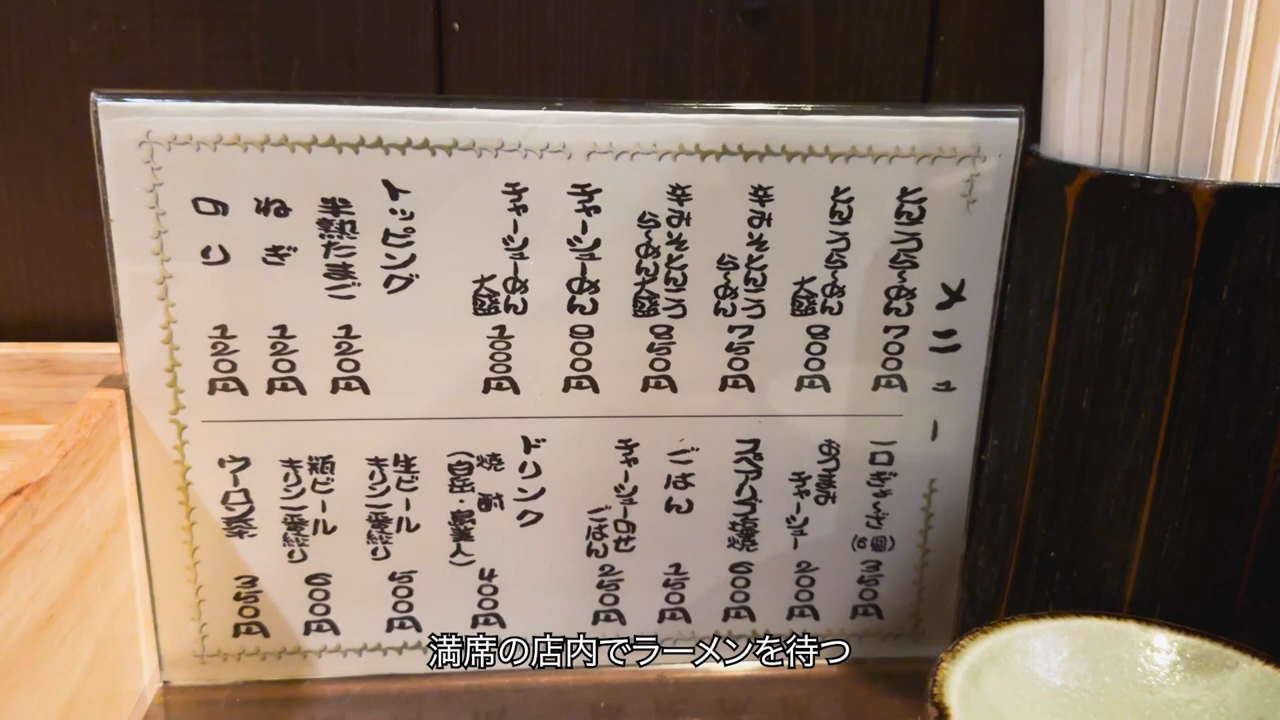 メニュー
とんこつらーめん 700円
とんこつらーめん
大盛 800円
辛みそとんこつ
らーめん 750円
辛みそとんこつ
らーめん大盛 850円
チャーシューめん 900円
チャーシューめん
大盛 1000円
トッピング
半熟たまご 120円
ねぎ 120円
のり 120円
一口ぎょーざ(6個) 350円
おつまみ
チャーシュー 200円
スペアリブ塩焼 600円
ごはん 150円
チャーシューのせ
ごはん 250円
ドリンク
焼酎
(白岳・島美人) 400円
生ビール
キリン一番絞り 500円
瓶ビール
キリン一番絞り 600円
ウーロン茶 350円
満席の店内でラーメンを待つ